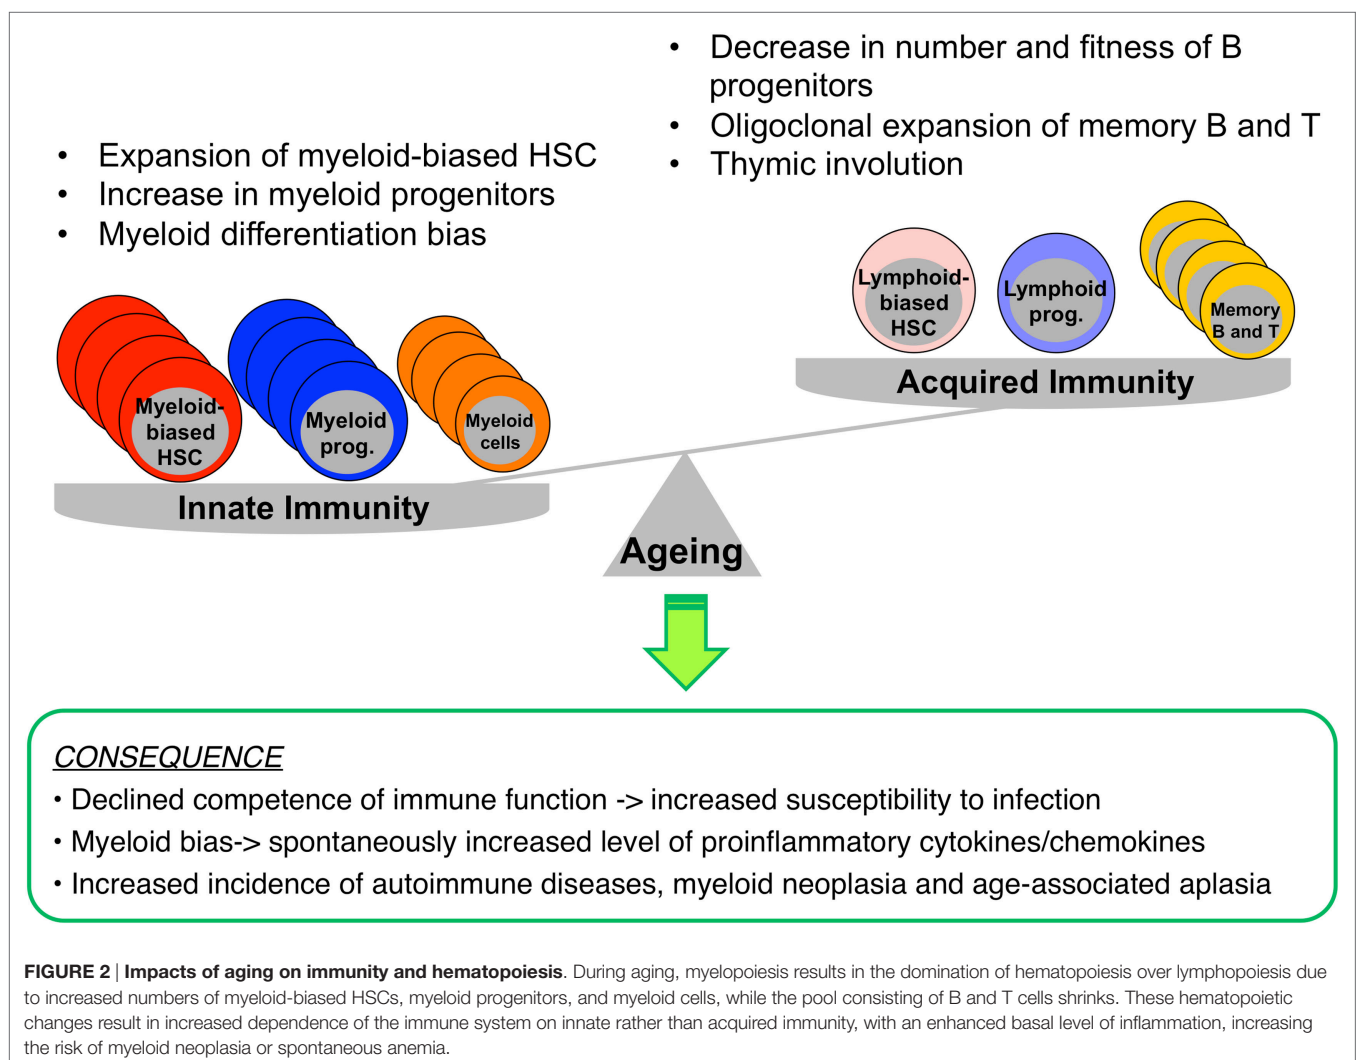 • Decrease in number and fitness of B
progenitors
• Oligoclonal expansion of memory B and T
• Thymic involution
• Expansion of myeloid-biased HSC
• Increase in myeloid progenitors
• Myeloid differentiation bias
Lymphoid-
biased
HSC
Lymphoid
prog.
Memory
B and T
Acquired Immunity
Myeloid-
biased
HSC
Myeloid
prog.
Myeloid
cells
Innate Immunity
Ageing
CONSEQUENCE
• Declined competence of immune function -> increased susceptibility to infection
• Myeloid bias-> spontaneously increased level of proinflammatory cytokines/chemokines
• Increased incidence of autoimmune diseases, myeloid neoplasia and age-associated aplasia
FIGURE 2 | Impacts of aging on immunity and hematopoiesis. During aging, myelopoiesis results in the domination of hematopoiesis over lymphopoiesis due
to increased numbers of myeloid-biased HSCs, myeloid progenitors, and myeloid cells, while the pool consisting of B and T cells shrinks. These hematopoietic
changes result in increased dependence of the immune system on innate rather than acquired immunity, with an enhanced basal level of inflammation, increasing
the risk of myeloid neoplasia or spontaneous anemia.